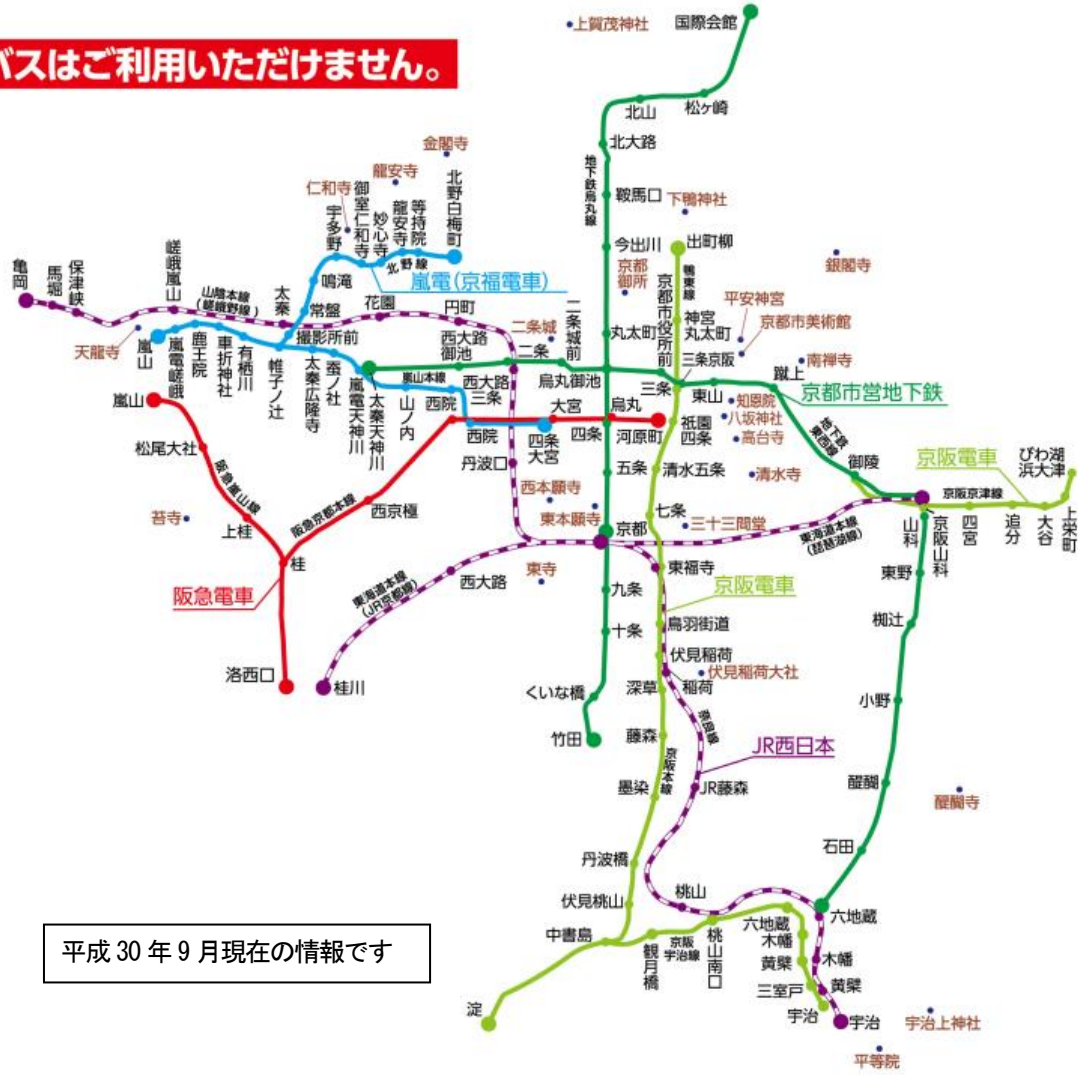 バスはご利用いただけません。
上賀茂神社
国際会館
北山
松ヶ崎
北大路
地下鉄烏丸線
鞍馬口
下鴨神社
今出川
出町柳
京都
御所
鴨東線
銀閣寺
金閣寺
龍安寺
仁和寺
北野白梅町
等持院
龍安寺
妙心寺
御室仁和寺
宇多野
北野線
鳴滝
常盤
嵐電(京福電車)
亀岡
馬堀
保津峡
嵯峨嵐山
山陰本線
(嵯峨野線)
太秦
花園
円町
二条城
二条城前
丸太町
京都市役所前
神宮
丸太町
平安神宮
京都市美術館
三条京阪
南禅寺
天龍寺
嵐山
嵐電嵯峨
鹿王院
車折神社
有栖川
帷子ノ辻
撮影所前
太秦広隆寺
蚕ノ社
嵐電天神川
太秦天神川
嵐山本線
山ノ内
西大路
御池
西大路
三条
二条
烏丸御池
三条
東山
蹴上
京都市営地下鉄
知恩院
八坂神社
高台寺
清水寺
嵐山
西院
西院
大宮
四条
大宮
烏丸
四条
河原町
祇園
四条
地下鉄
東西線
御陵
京阪電車
びわ湖
浜大津
松尾大社
阪急嵐山線
上桂
苔寺
阪急京都本線
西京極
桂
丹波口
五条
清水五条
西本願寺
東本願寺
七条
三十三間堂
京都
東海道本線
(琵琶湖線)
山科
京阪山科
京阪京津線
四宮
追分
大谷
上栄町
阪急電車
東海道本線
(JR京都線)
西大路
東寺
東福寺
京阪電車
東野
九条
十条
鳥羽街道
椥辻
洛西口
桂川
伏見稲荷
伏見稲荷大社
稲荷
くいな橋
深草
小野
竹田
藤森
奈良線
JR西日本
京阪本線
墨染
JR藤森
醍醐
醍醐寺
丹波橋
石田
伏見桃山
桃山
六地蔵
中書島
観月橋
京阪
宇治線
桃山南口
六地蔵
木幡
黄檗
三室戸
宇治
木幡
黄檗
宇治
淀
宇治上神社
平等院
平成 30 年 9 月現在の情報です